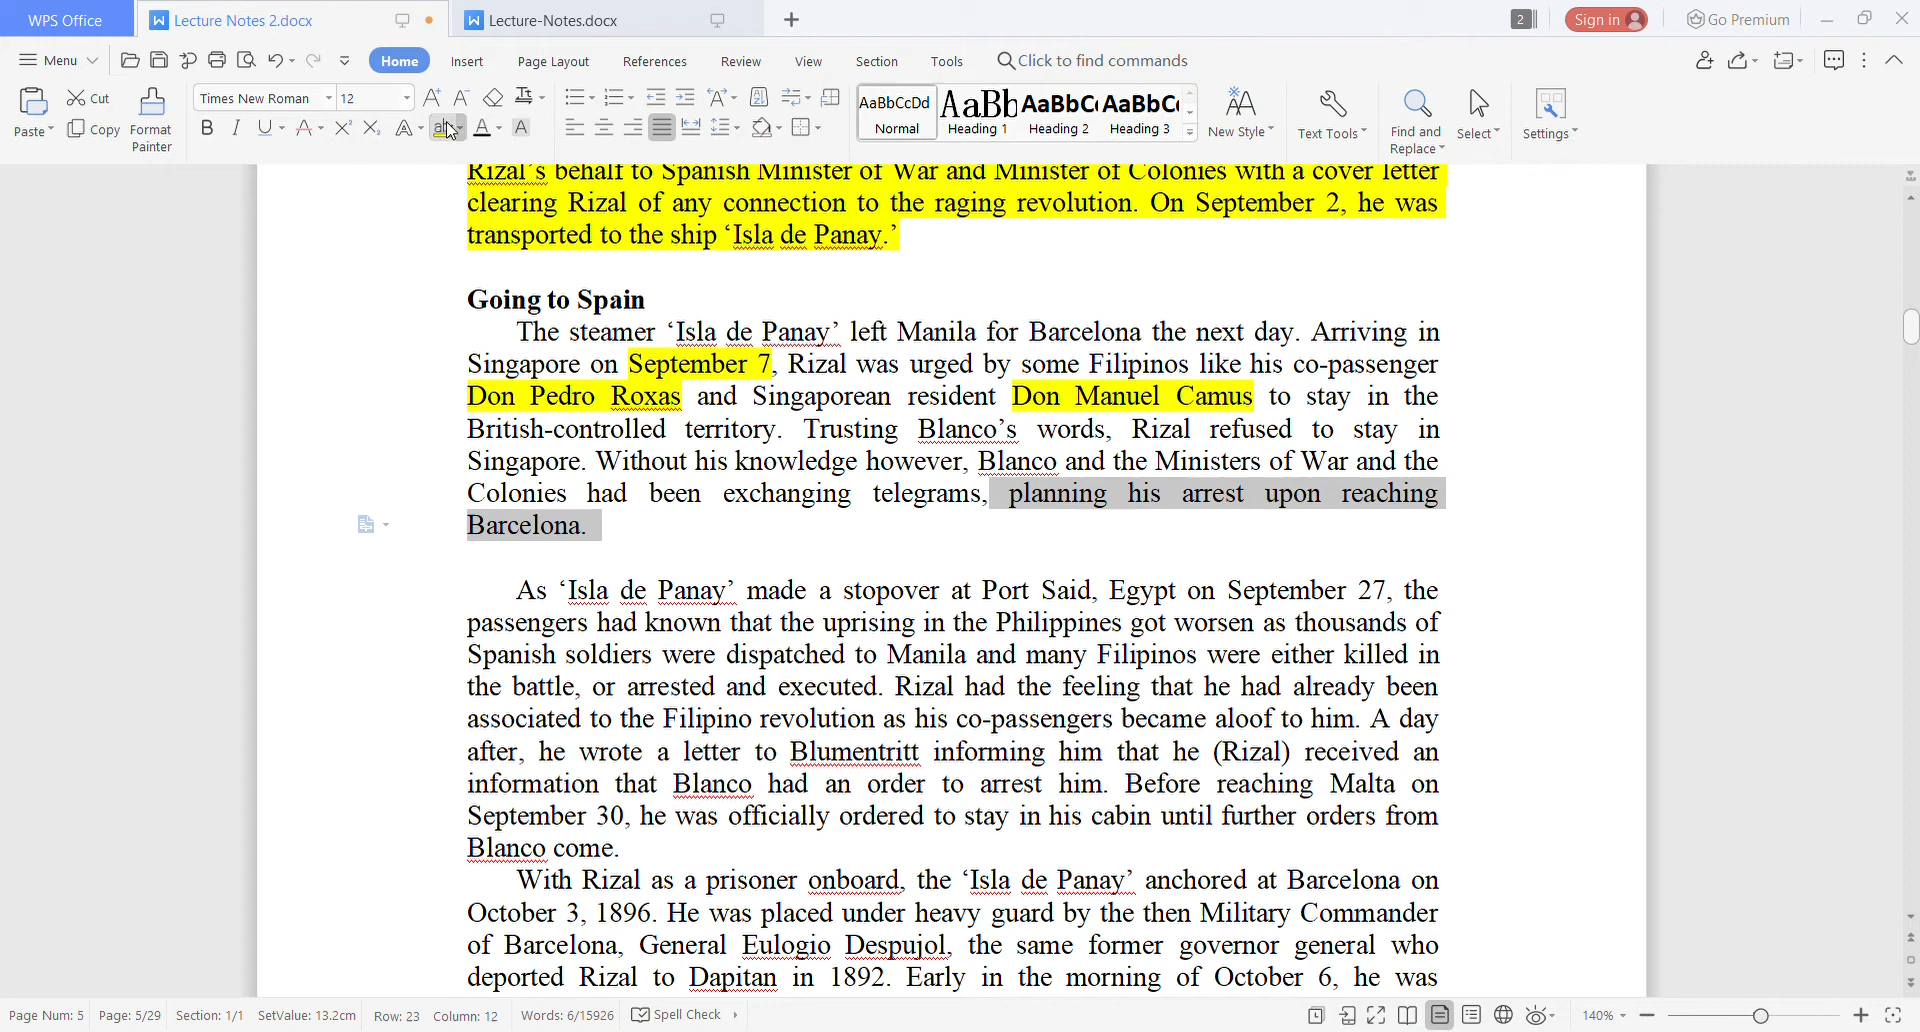 WPS Office
Lecture Notes 2.docx
Lecture-Notes.docx
2
Sign in
Go Premium
Menu
Home
Insert
Page Layout
References
Review
View
Section
Tools
Click to find commands
Paste
Cut
Copy
Format
Painter
Times New Roman
12
AaBbCcDd
Normal
AaBb
Heading 1
AaBbC
Heading 2
AaBbC
Heading 3
New Style
Text Tools
Find and
Replace
Select
Settings
Rizal's behalf to Spanish Minister of War and Minister of Colonies with a cover letter
clearing Rizal of any connection to the raging revolution. On September 2, he was
transported to the ship ‘Isla de Panay.’
Going to Spain
The steamer ‘Isla de Panay’ left Manila for Barcelona the next day. Arriving in
Singapore on September 7, Rizal was urged by some Filipinos like his co-passenger
Don Pedro Roxas and Singaporean resident Don Manuel Camus to stay in the
British-controlled territory. Trusting Blanco’s words, Rizal refused to stay in
Singapore. Without his knowledge however, Blanco and the Ministers of War and the
Colonies had been exchanging telegrams, planning his arrest upon reaching
Barcelona.
As ‘Isla de Panay’ made a stopover at Port Said, Egypt on September 27, the
passengers had known that the uprising in the Philippines got worsen as thousands of
Spanish soldiers were dispatched to Manila and many Filipinos were either killed in
the battle, or arrested and executed. Rizal had the feeling that he had already been
associated to the Filipino revolution as his co-passengers became aloof to him. A day
after, he wrote a letter to Blumentritt informing him that he (Rizal) received an
information that Blanco had an order to arrest him. Before reaching Malta on
September 30, he was officially ordered to stay in his cabin until further orders from
Blanco come.
With Rizal as a prisoner onboard, the ‘Isla de Panay’ anchored at Barcelona on
October 3, 1896. He was placed under heavy guard by the then Military Commander
of Barcelona, General Eulogio Despujol, the same former governor general who
deported Rizal to Dapitan in 1892. Early in the morning of October 6, he was
Page Num: 5
Page: 5/29
Section: 1/1
SetValue: 13.2cm
Row: 23
Column: 12
Words: 6/15926
Spell Check
140%